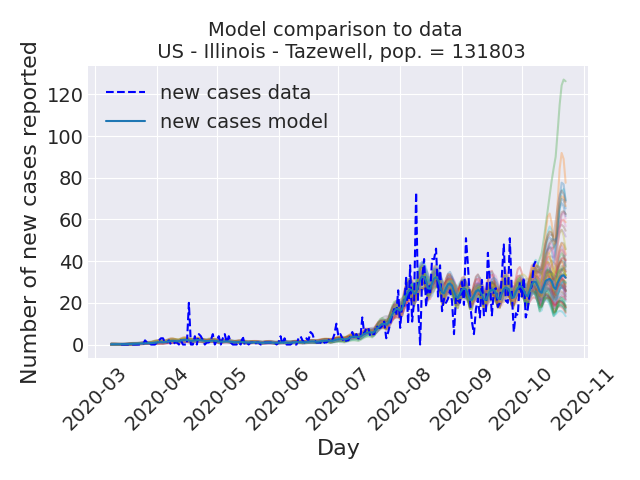 Model comparison to data
US - Illinois - Tazewell, pop. = 131803
Number of new cases reported
120
100
80
60
40
20
0
new cases data
new cases model
2020-03
2020-04
2020-05
2020-06
2020-07
2020-08
2020-09
2020-10
2020-11
Day